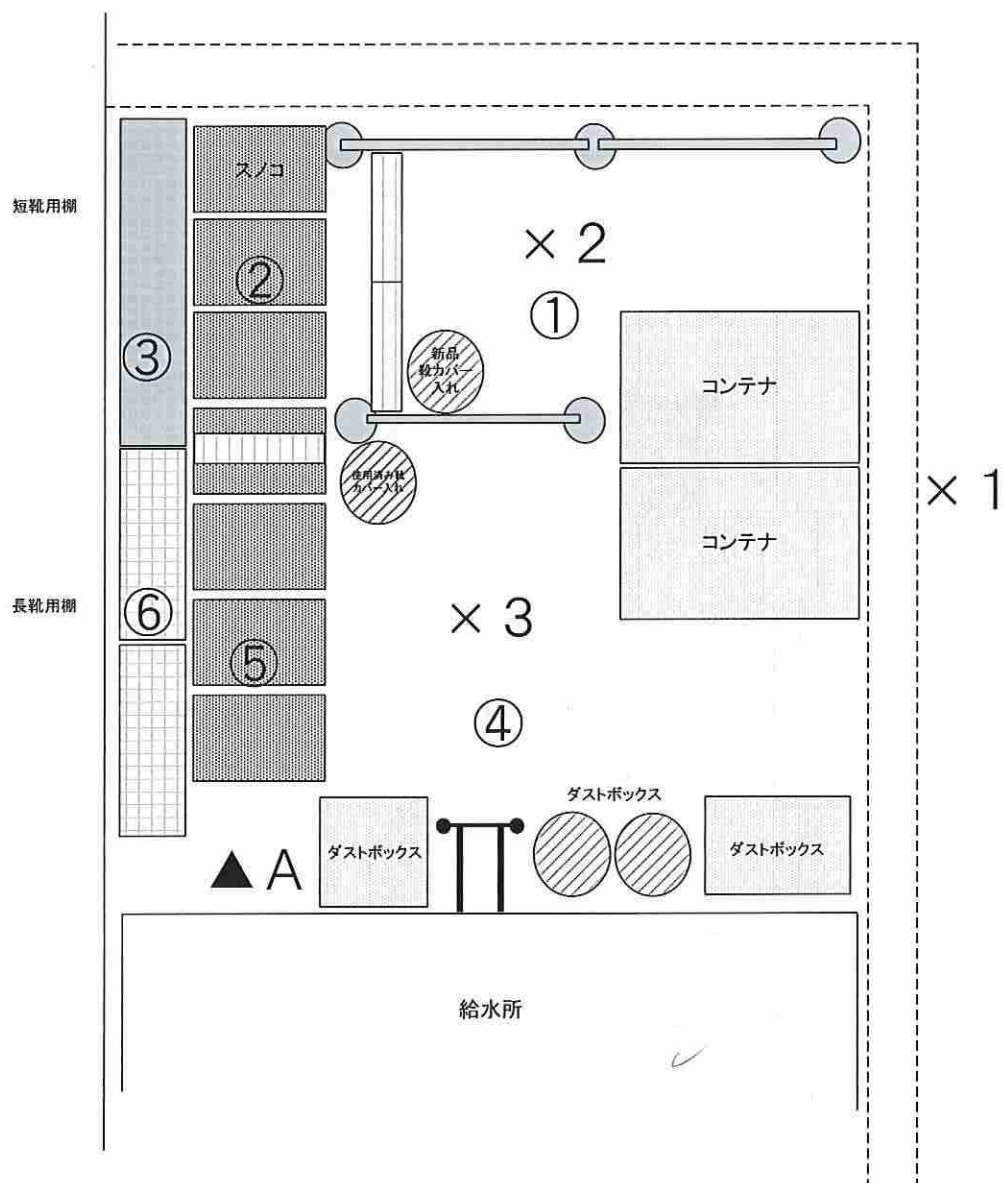 スノコ
短靴用棚
× 2
②
①
新品
靴カバー
入れ
③
コンテナ
使用済み靴
カバー入れ
× 1
コンテナ
長靴用棚
⑥
× 3
⑤
④
ダストボックス
ダストボックス
ダストボックス
▲ A
給水所